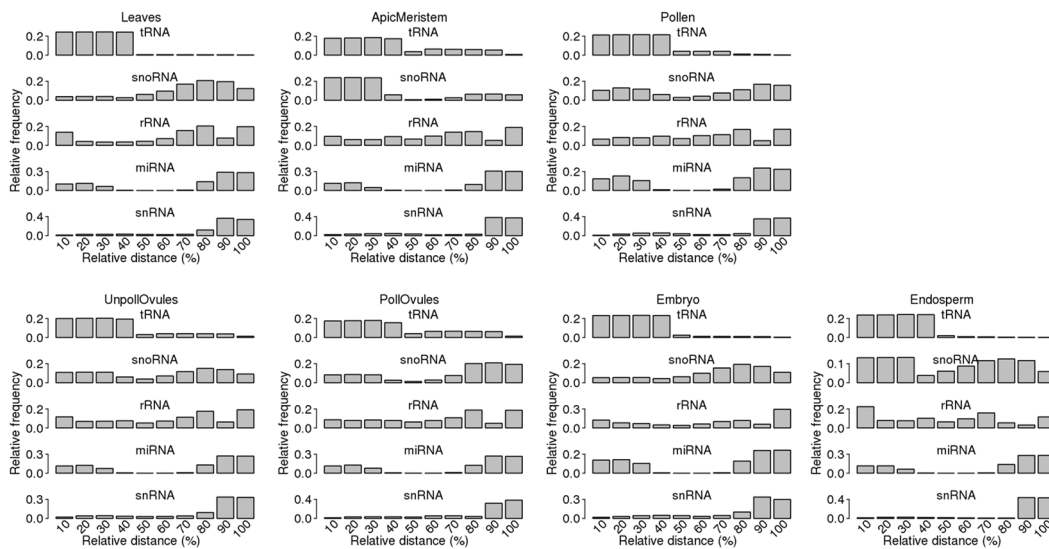 Leaves
tRNA
0.2
0.0
snoRNA
0.2
0.0
rRNA
0.2
0.0
miRNA
0.3
0.0
snRNA
0.4
0.0
10 20 30 40 50 60 70 80 90 100
Relative distance (%)
Relative frequency
ApicMeristem
tRNA
0.2
0.0
snoRNA
0.2
0.0
rRNA
0.2
0.0
miRNA
0.3
0.0
snRNA
0.4
0.0
10 20 30 40 50 60 70 80 90 100
Relative distance (%)
Relative frequency
Pollen
tRNA
0.2
0.0
snoRNA
0.2
0.0
rRNA
0.2
0.0
miRNA
0.2
0.0
snRNA
0.4
0.0
10 20 30 40 50 60 70 80 90 100
Relative distance (%)
Relative frequency
UnpollOvules
tRNA
0.2
0.0
snoRNA
0.2
0.0
rRNA
0.2
0.0
miRNA
0.3
0.0
snRNA
0.3
0.0
10 20 30 40 50 60 70 80 90 100
Relative distance (%)
Relative frequency
PollOvules
tRNA
0.2
0.0
snoRNA
0.2
0.0
rRNA
0.2
0.0
miRNA
0.3
0.0
snRNA
0.4
0.0
10 20 30 40 50 60 70 80 90 100
Relative distance (%)
Relative frequency
Embryo
tRNA
0.2
0.0
snoRNA
0.2
0.0
rRNA
0.3
0.0
miRNA
0.2
0.0
snRNA
0.3
0.0
10 20 30 40 50 60 70 80 90 100
Relative distance (%)
Relative frequency
Endosperm
tRNA
0.2
0.0
snoRNA
0.1
0.0
rRNA
0.2
0.0
miRNA
0.3
0.0
snRNA
0.4
0.0
10 20 30 40 50 60 70 80 90 100
Relative distance (%)
Relative frequency